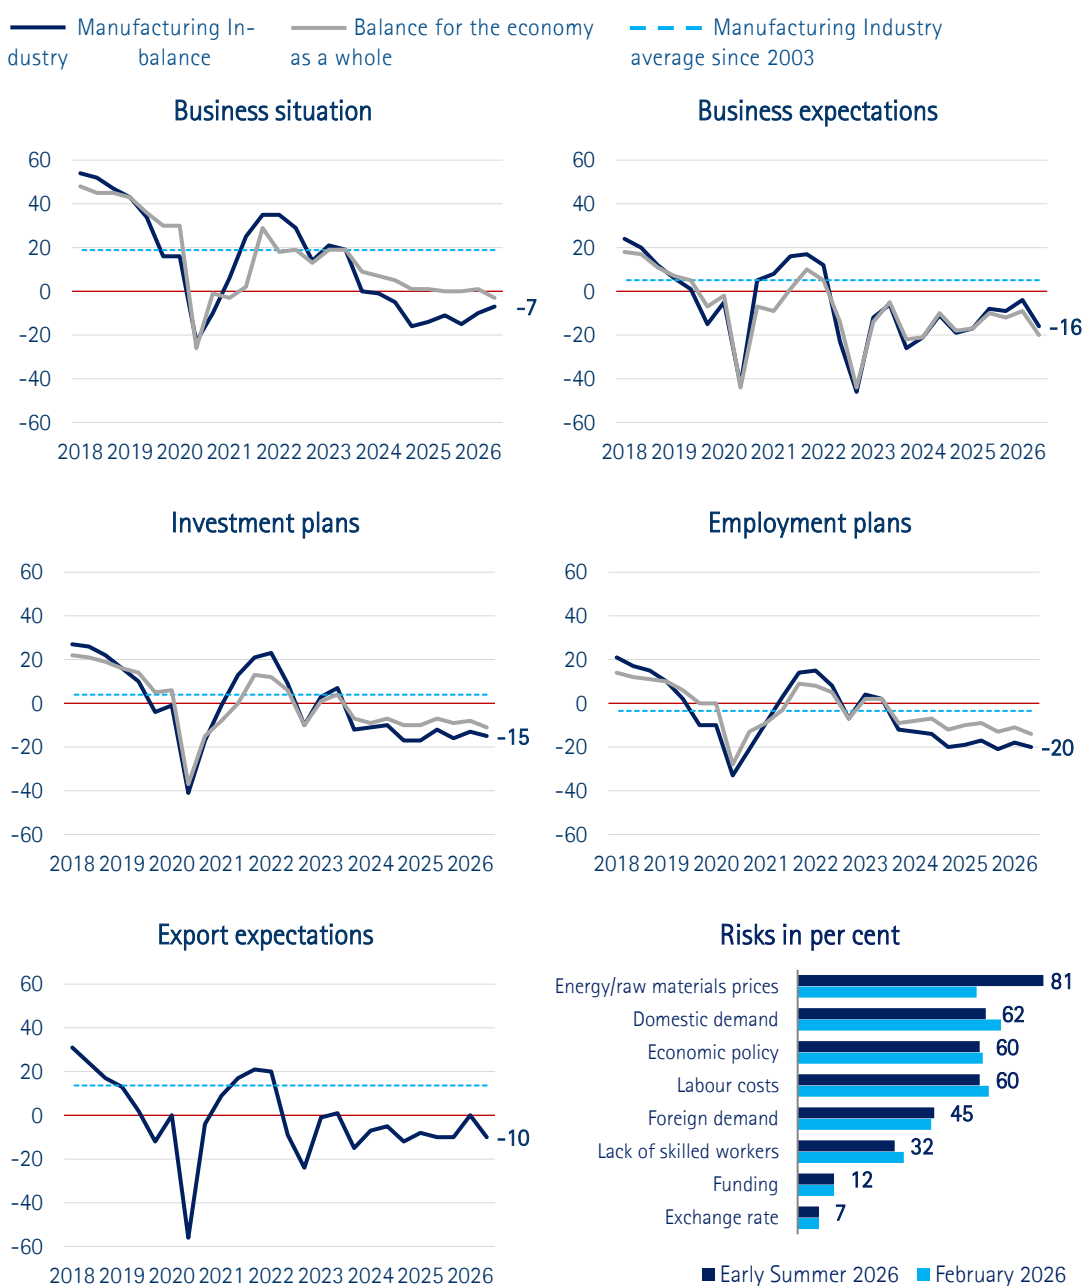 Manufacturing In-
dustry balance
Balance for the economy
as a whole
Manufacturing Industry
average since 2003
Business situation
60
40
20
0
-20
-40
-60
-7
2018 2019 2020 2021 2022 2023 2024 2025 2026
Business expectations
60
40
20
0
-20
-40
-60
-16
2018 2019 2020 2021 2022 2023 2024 2025 2026
Investment plans
60
40
20
0
-20
-40
-60
-15
2018 2019 2020 2021 2022 2023 2024 2025 2026
Employment plans
60
40
20
0
-20
-40
-60
-20
2018 2019 2020 2021 2022 2023 2024 2025 2026
Export expectations
60
40
20
0
-20
-40
-60
-10
2018 2019 2020 2021 2022 2023 2024 2025 2026
Risks in per cent
Energy/raw materials prices 81
Domestic demand 62
Economic policy 60
Labour costs 60
Foreign demand 45
Lack of skilled workers 32
Funding 12
Exchange rate 7
Early Summer 2026 February 2026